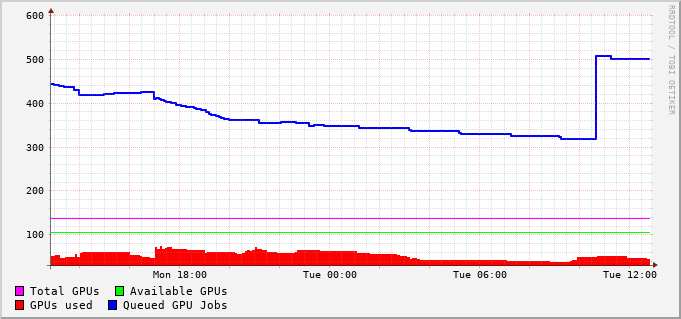 600
500
400
300
200
100
Mon 18:00 Tue 00:00 Tue 06:00 Tue 12:00
Total GPUs Available GPUs
GPUs used Queued GPU Jobs
RRDTOOL / TOBI OETIKER